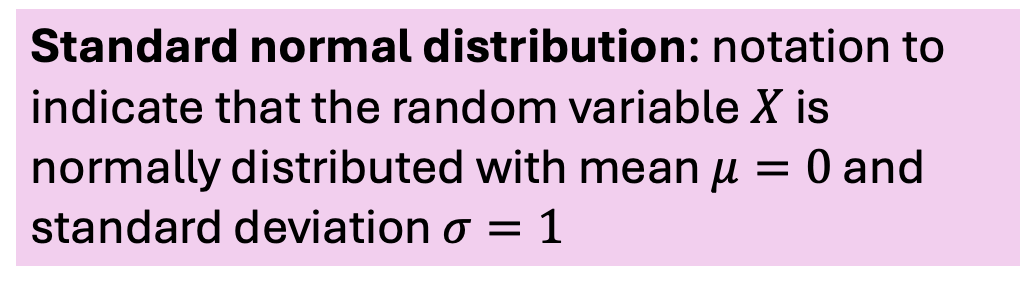 Standard normal distribution: notation to
indicate that the random variable 𝑋 is
normally distributed with mean 𝜇 = 0 and
standard deviation 𝜎 = 1